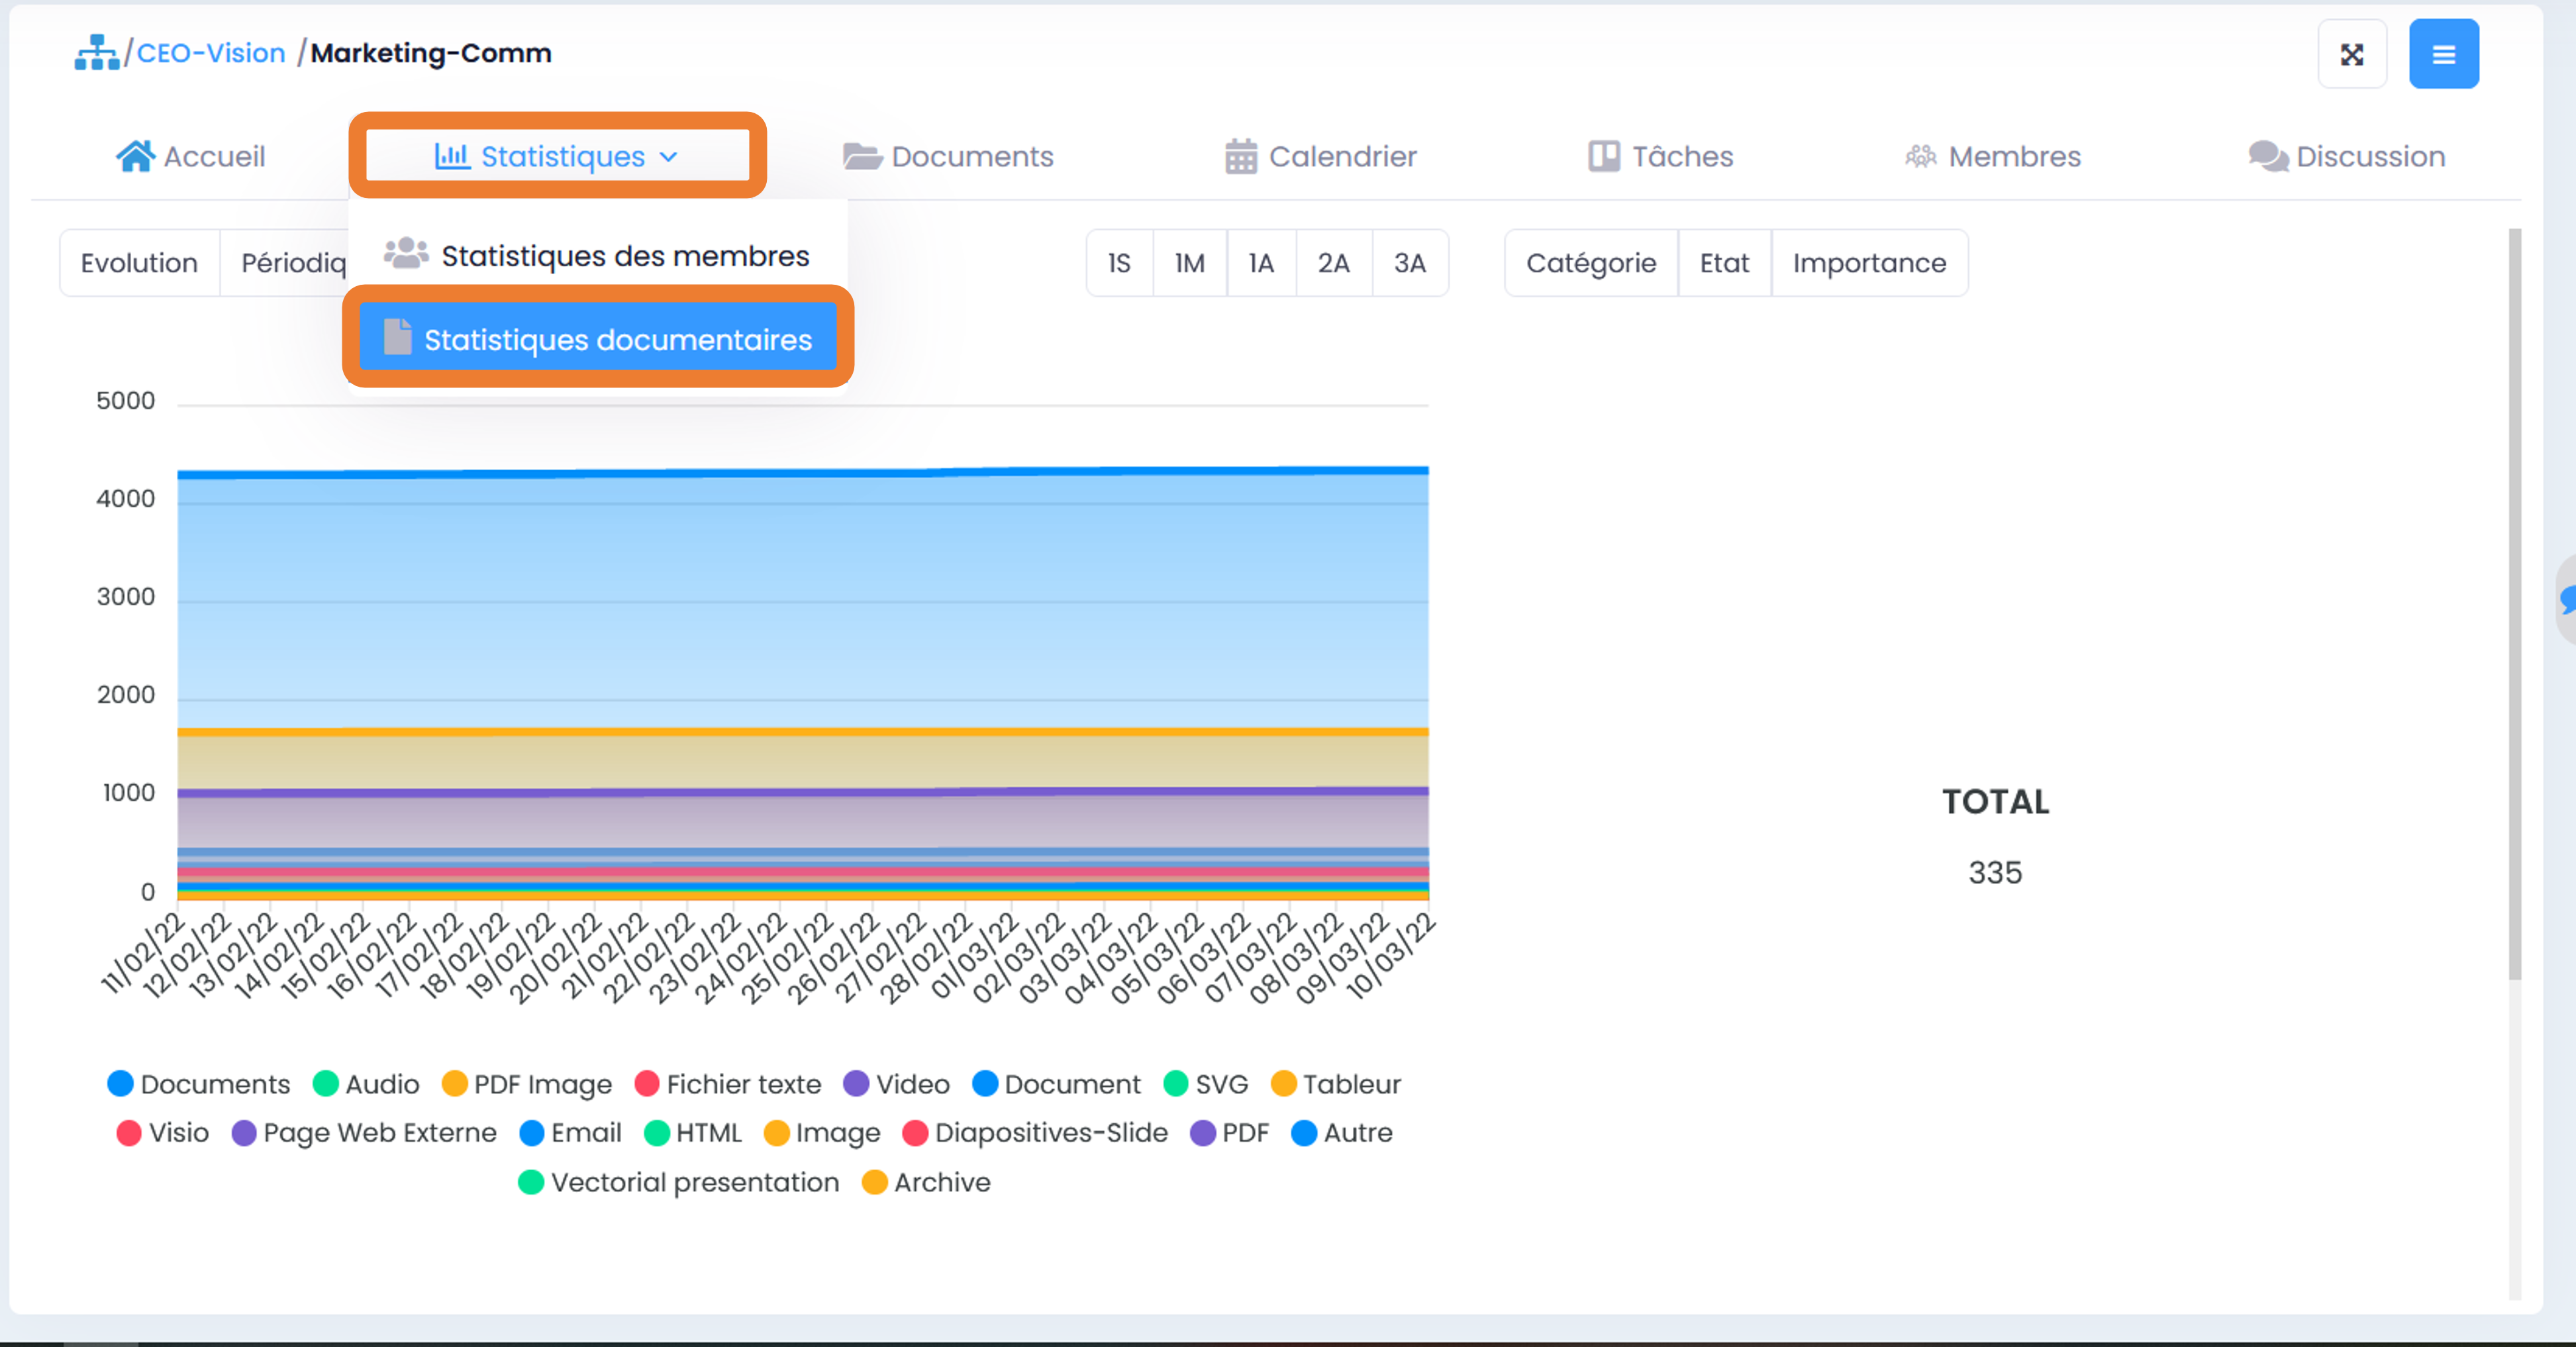 /CEO-Vision /Marketing-Comm
Accueil Statistiques Documents Calendrier Tâches Membres Discussion
Statistiques des membres
Statistiques documentaires
Evolution 1S 1M 1A 2A 3A Catégorie Etat Importance
5000
4000
3000
2000
1000
0
11/02/22 12/02/22 13/02/22 14/02/22 15/02/22 16/02/22 17/02/22 18/02/22 19/02/22 20/02/22 21/02/22 22/02/22 23/02/22 24/02/22 25/02/22 26/02/22 27/02/22 28/02/22 01/03/22 02/03/22 03/03/22 04/03/22 05/03/22 06/03/22 07/03/22 08/03/22 09/03/22 10/03/22
TOTAL
335
Documents Audio PDF Image Fichier texte Video Document SVG Tableur
Visio Page Web Externe Email HTML Image Diapositives-Slide PDF Autre
Vectorial presentation Archive